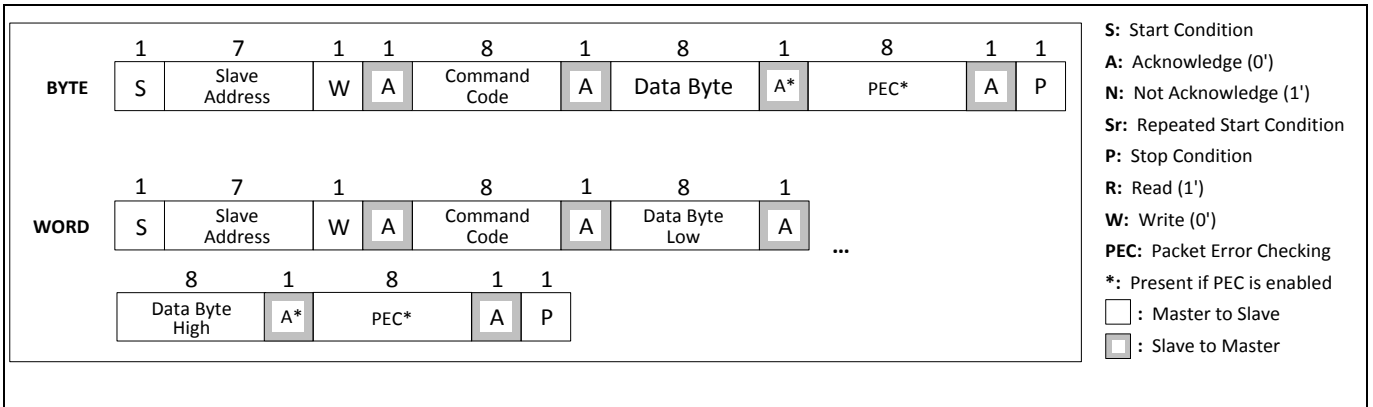 1 7 1 1 8 1 8 1 8 1 1
BYTE S Slave Address W A Command Code A Data Byte A* PEC* A P
1 7 1 8 1 8 1
WORD S Slave Address W A Command Code A Data Byte Low A ...
8 1 8 1 1
Data Byte High A* PEC* A P
S: Start Condition
A: Acknowledge (0')
N: Not Acknowledge (1')
Sr: Repeated Start Condition
P: Stop Condition
R: Read (1')
W: Write (0')
PEC: Packet Error Checking
*: Present if PEC is enabled
: Master to Slave
: Slave to Master